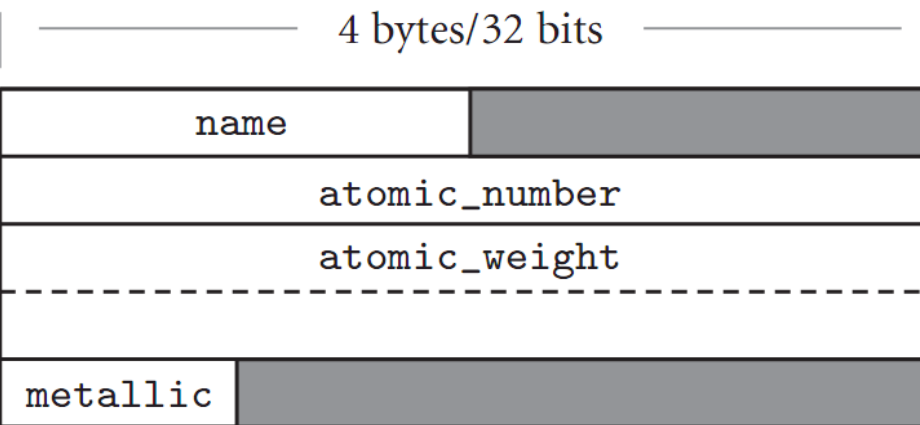 4 bytes/32 bits
name
atomic_number
atomic_weight
metallic